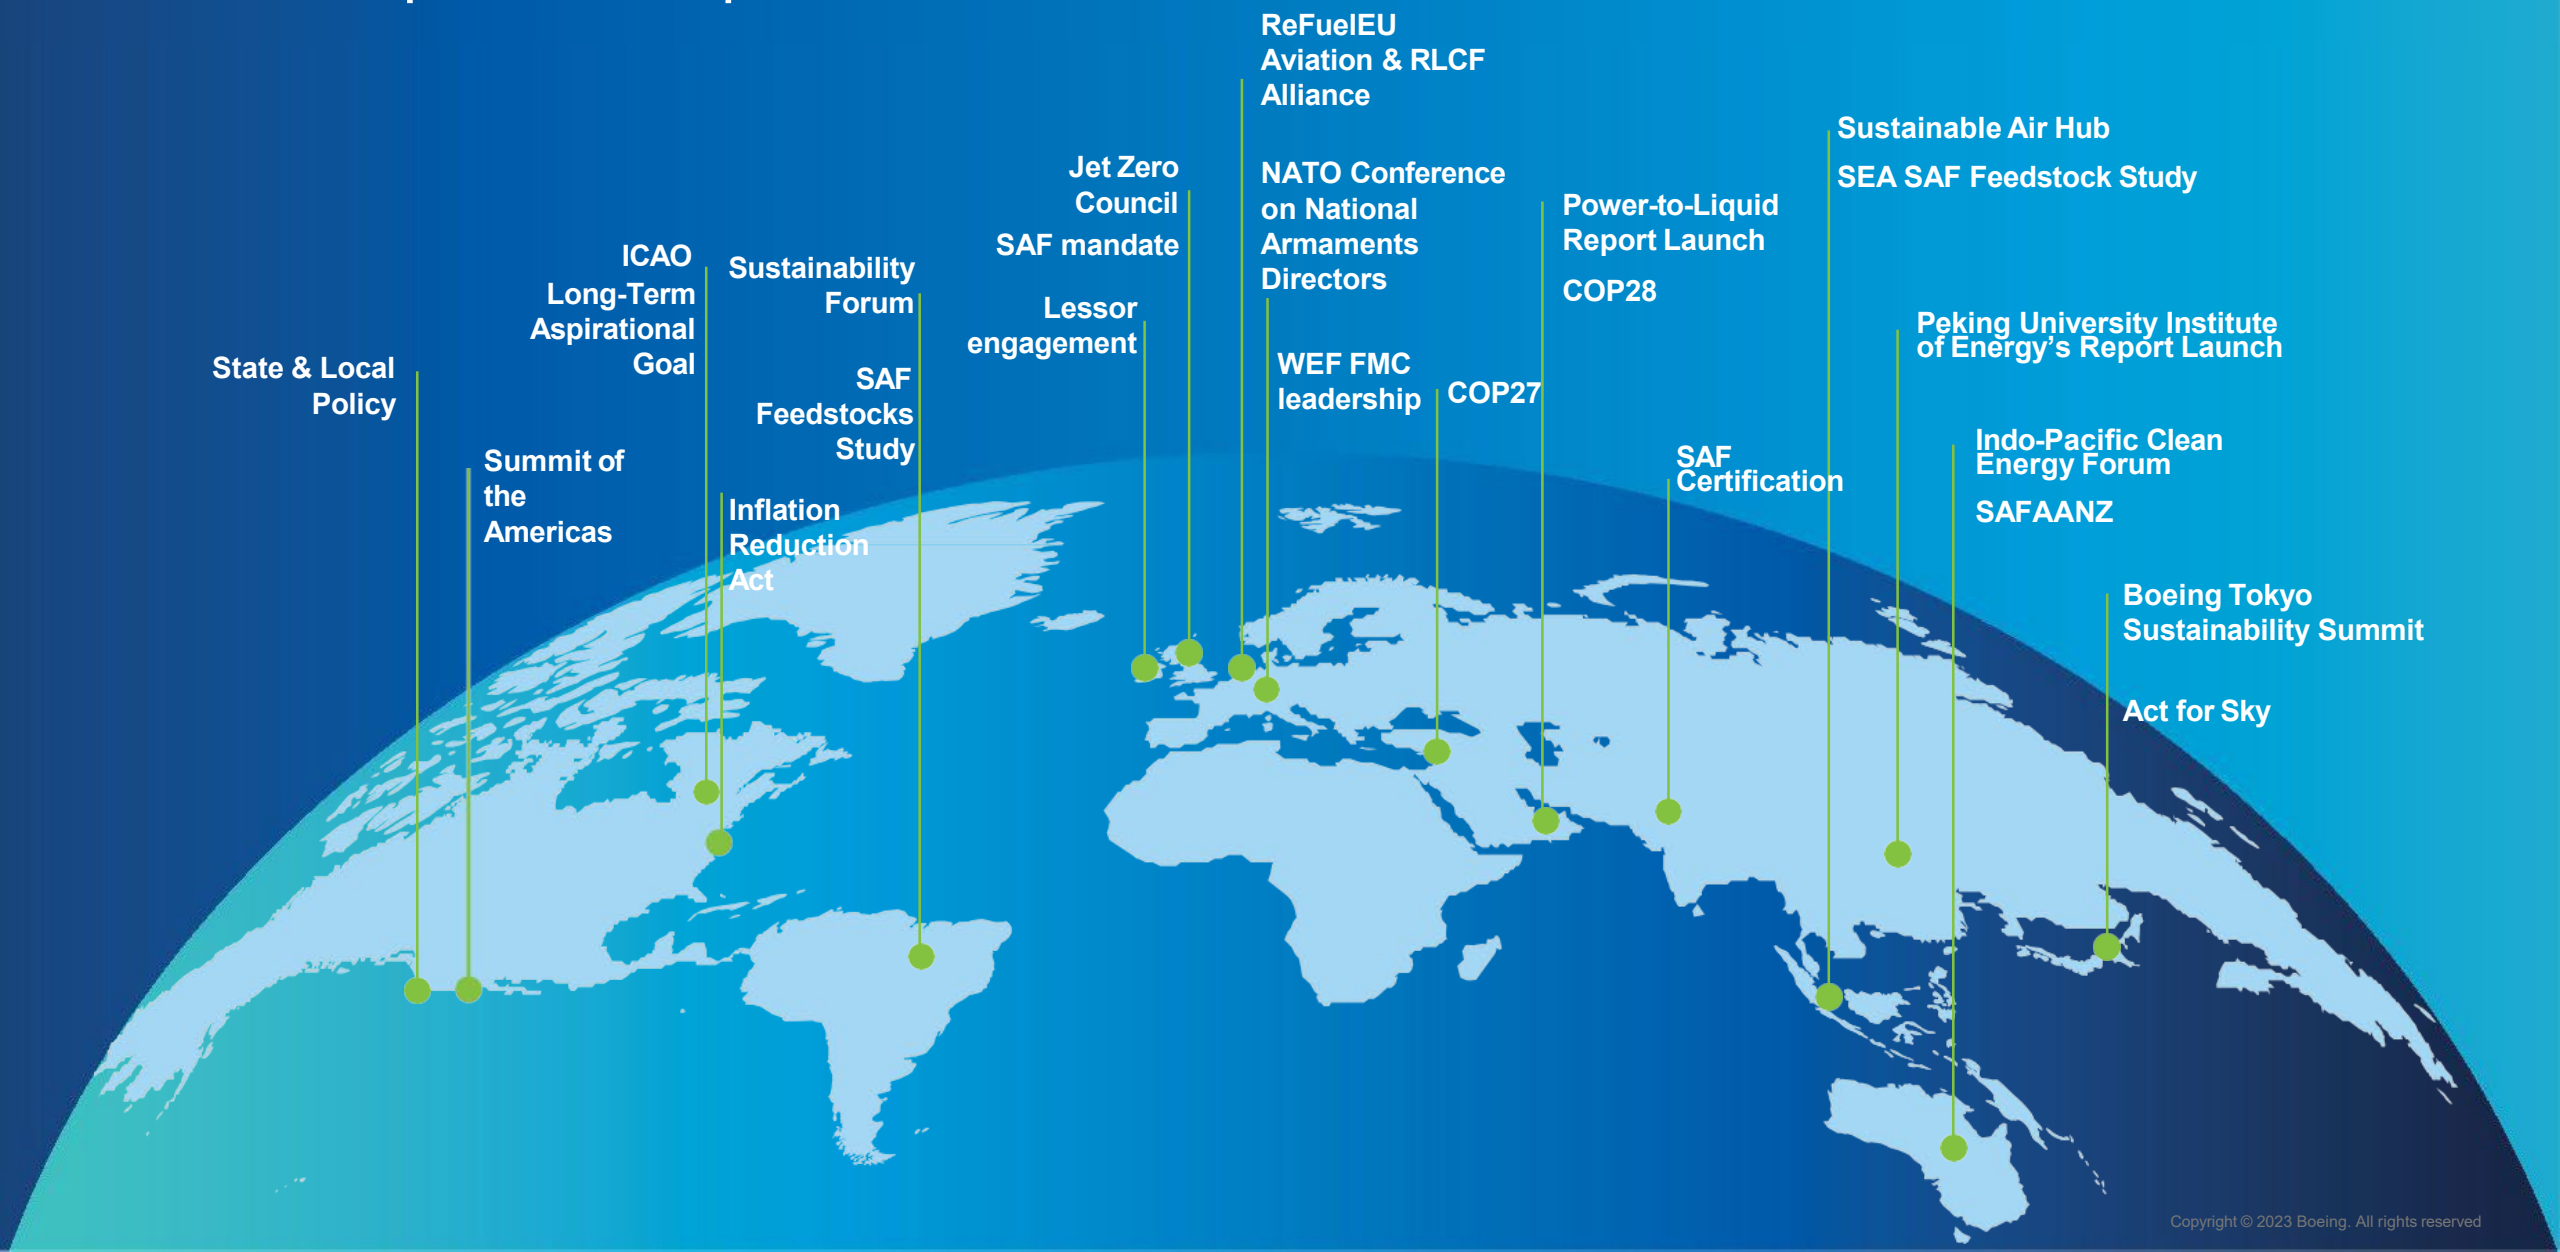 State & Local
Policy
Summit of
the
Americas
ICAO
Long-Term
Aspirational
Goal
Inflation
Reduction
Act
Sustainability
Forum
SAF
Feedstocks
Study
Lessor
engagement
Jet Zero
Council
SAF mandate
ReFuelEU
Aviation & RLCF
Alliance
NATO Conference
on National
Armaments
Directors
WEF FMC
leadership
COP27
Power-to-Liquid
Report Launch
COP28
SAF
Certification
Sustainable Air Hub
SEA SAF Feedstock Study
Peking University Institute
of Energy’s Report Launch
Indo-Pacific Clean
Energy Forum
SAFAANZ
Boeing Tokyo
Sustainability Summit
Act for Sky
Copyright © 2023 Boeing. All rights reserved